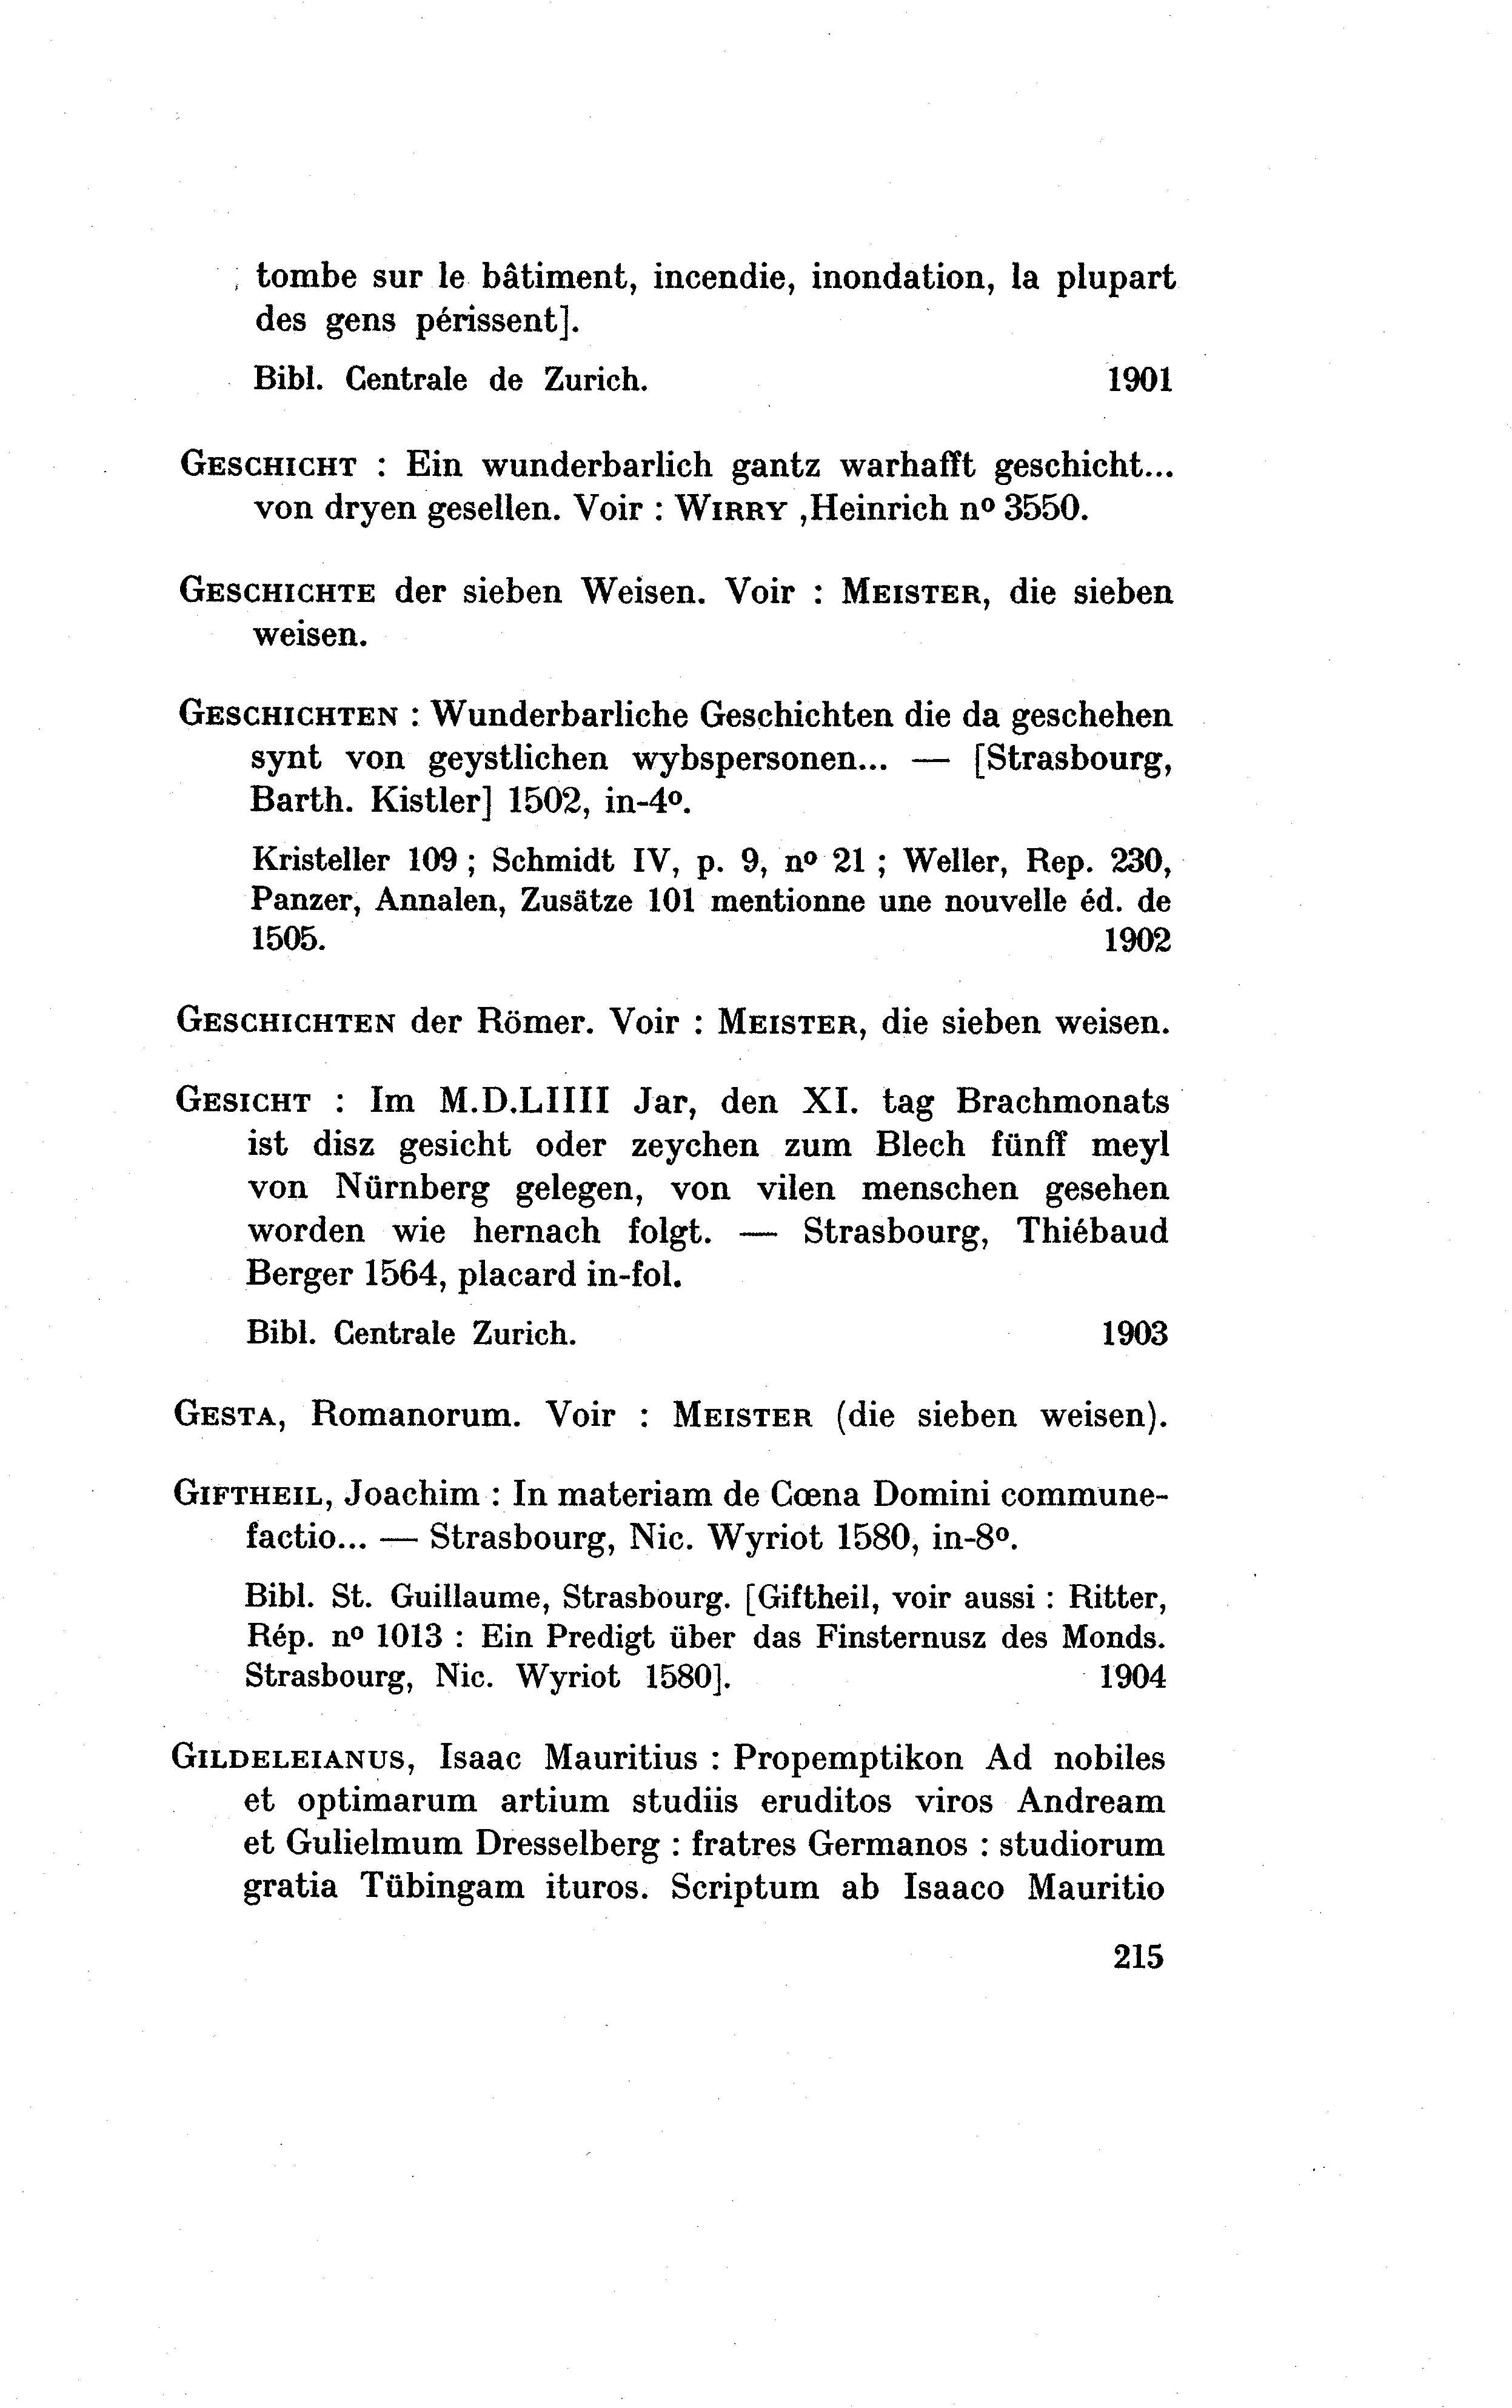 tombe sur le bâtiment, incendie, inondation, la plupart
des gens périssent].
Bibl. Centrale de Zurich. 1901
GESCHICHT : Ein wunderbarlich gantz warhafft geschicht...
von dryen gesellen. Voir : WIRRY ,Heinrich nº 3550.
GESCHICHTE der sieben Weisen. Voir : MEISTER, die sieben
weisen.
GESCHICHTEN : Wunderbarliche Geschichten die da geschehen
synt von geystlichen wybspersonen... — [Strasbourg,
Barth. Kistler] 1502, in-4º.
Kristeller 109 ; Schmidt IV, p. 9, nº 21 ; Weller, Rep. 230,
Panzer, Annalen, Zusätze 101 mentionne une nouvelle éd. de
1505. 1902
GESCHICHTEN der Römer. Voir : MEISTER, die sieben weisen.
GESICHT : Im M.D.LIIII Jar, den XI. tag Brachmonats
ist disz gesicht oder zeychen zum Blech fünff meyl
von Nürnberg gelegen, von vilen menschen gesehen
worden wie hernach folgt. — Strasbourg, Thiébaud
Berger 1564, placard in-fol.
Bibl. Centrale Zurich. 1903
GESTA, Romanorum. Voir : MEISTER (die sieben weisen).
GIFTHEIL, Joachim : In materiam de Cœna Domini commune-
factio... — Strasbourg, Nic. Wyriot 1580, in-8º.
Bibl. St. Guillaume, Strasbourg. [Giftheil, voir aussi : Ritter,
Rép. nº 1013 : Ein Predigt über das Finsternusz des Monds.
Strasbourg, Nic. Wyriot 1580]. 1904
GILDELEIANUS, Isaac Mauritius : Propemptikon Ad nobiles
et optimarum artium studiis eruditos viros Andream
et Gulielmum Dresselberg : fratres Germanos : studiorum
gratia Tübingam ituros. Scriptum ab Isaaco Mauritio
215